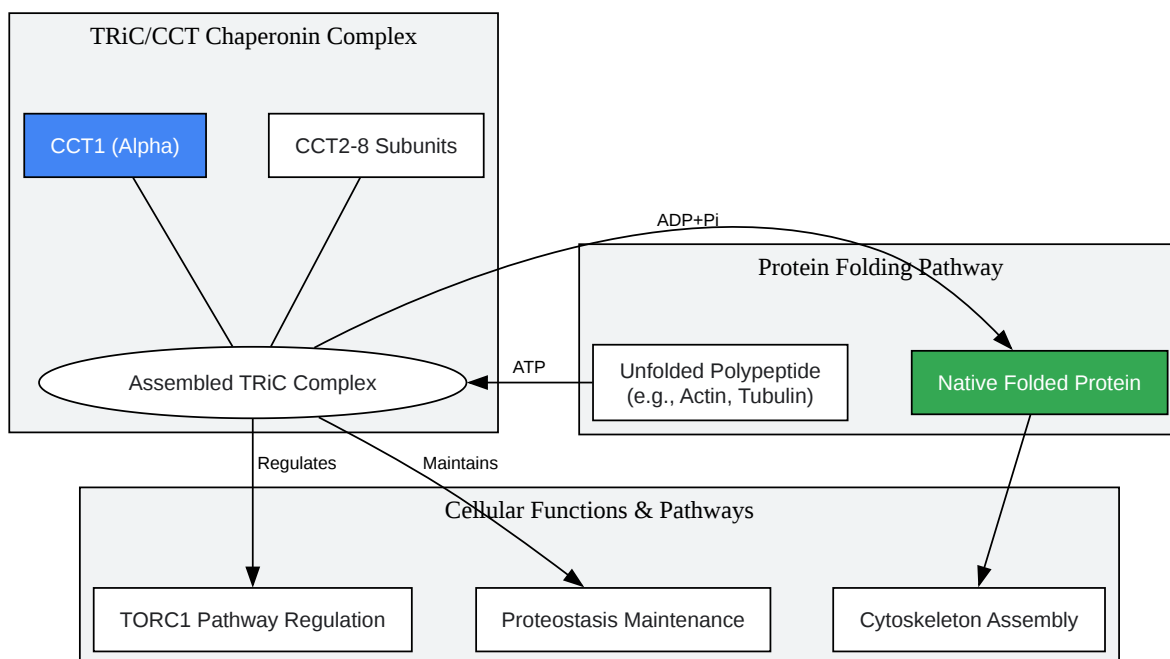 TRiC/CCT Chaperonin Complex
CCT1 (Alpha)
CCT2-8 Subunits
ADP+Pi
Protein Folding Pathway
Assembled TRiC Complex
ATP
Unfolded Polypeptide
(e.g., Actin, Tubulin)
Native Folded Protein
Regulates
Maintains
Cellular Functions & Pathways
TORC1 Pathway Regulation
Proteostasis Maintenance
Cytoskeleton Assembly